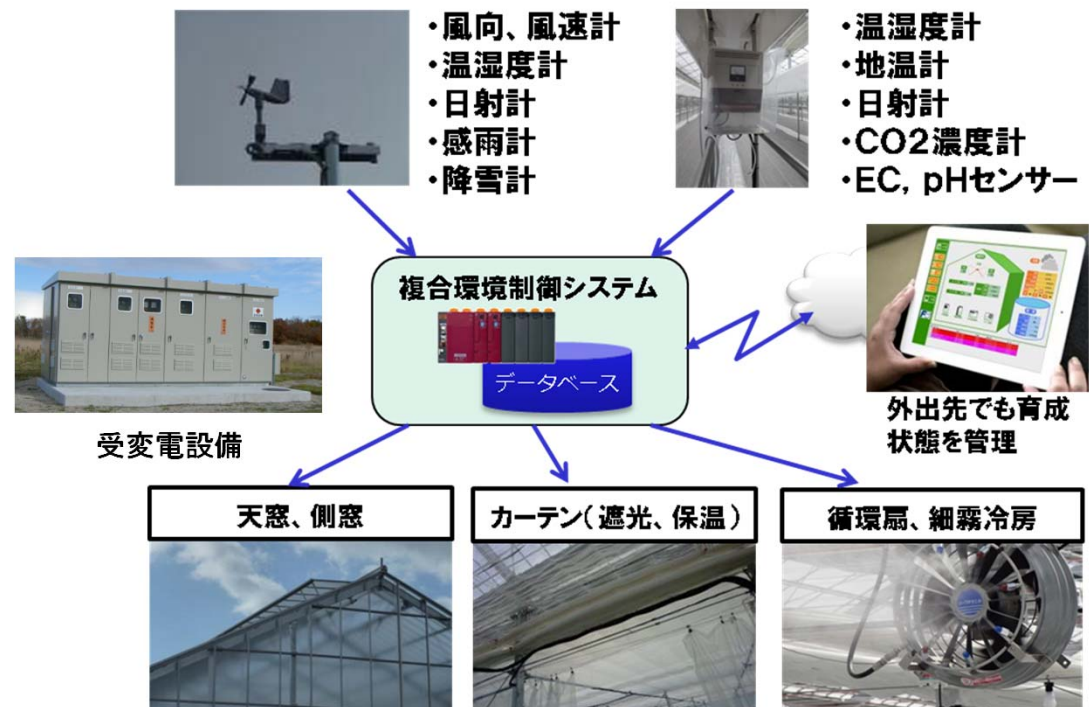 ・風向、風速計
・温湿度計
・日射計
・感雨計
・降雪計
・温湿度計
・地温計
・日射計
・CO2濃度計
・EC, pHセンサー
複合環境制御システム
データベース
受変電設備
外出先でも育成
状態を管理
天窓、側窓
カーテン(遮光、保温)
循環扇、細霧冷房